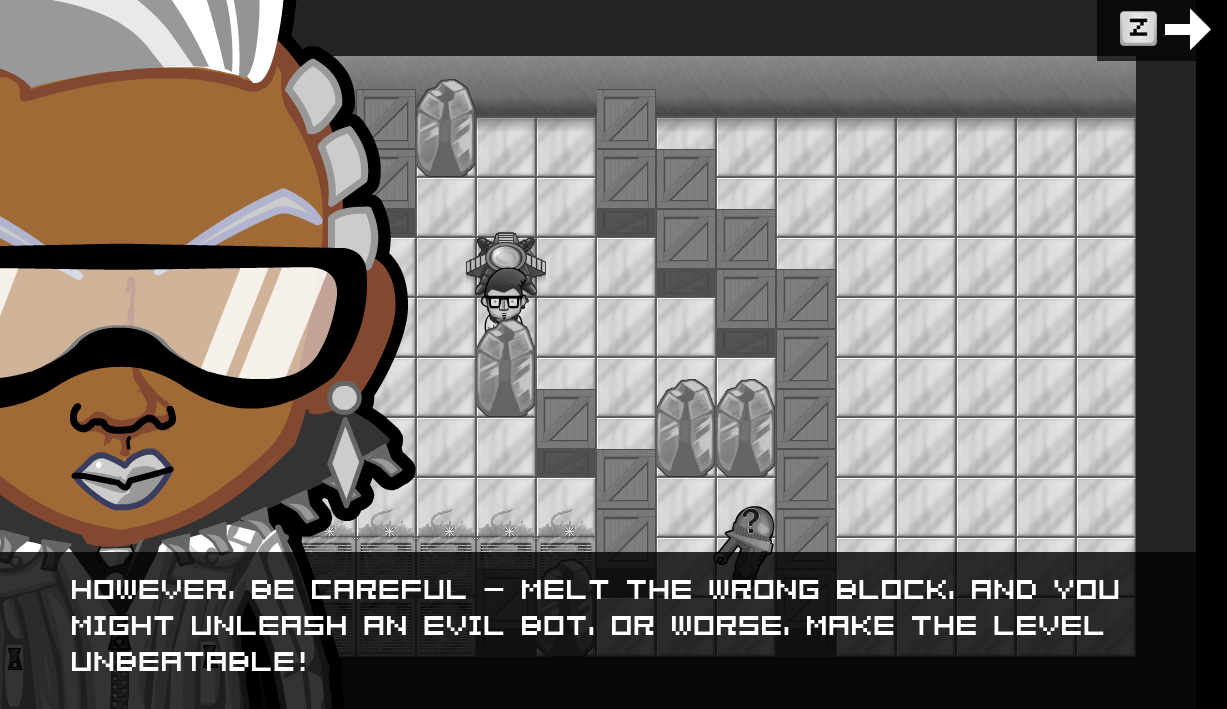 Z
?
HOWEVER, BE CAREFUL – MELT THE WRONG BLOCK, AND YOU
MIGHT UNLEASH AN EVIL BOT, OR WORSE, MAKE THE LEVEL
UNBEATABLE!